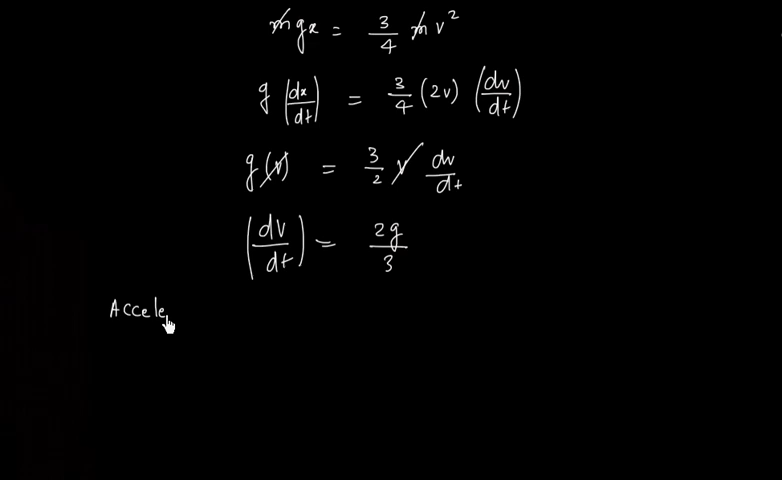 mgx = 3/4 mv²
g (dx/dt) = 3/4 (2v) (dv/dt)
g(v) = 3/2 v dv/dt
(dv/dt) = 2g/3
Accele